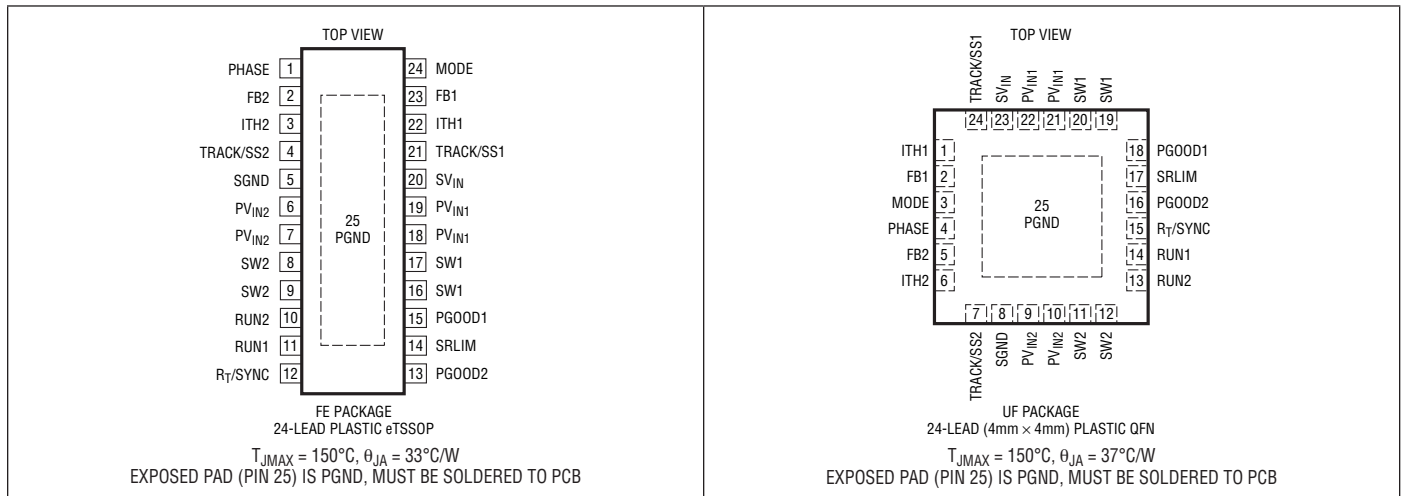 TOP VIEW
PHASE 1
FB2 2
ITH2 3
TRACK/SS2 4
SGND 5
PVIN2 6
PVIN2 7
SW2 8
SW2 9
RUN2 10
RUN1 11
RT/SYNC 12
24 MODE
23 FB1
22 ITH1
21 TRACK/SS1
20 SVIN
19 PVIN1
18 PVIN1
17 SW1
16 SW1
15 PGOOD1
14 SRLIM
13 PGOOD2
25
PGND
FE PACKAGE
24-LEAD PLASTIC eTSSOP
TJMAX = 150°C, θJA = 33°C/W
EXPOSED PAD (PIN 25) IS PGND, MUST BE SOLDERED TO PCB
TOP VIEW
TRACK/SS1
SVIN
PVIN1
PVIN1
SW1
SW1
24 23 22 21 20 19
ITH1 1
FB1 2
MODE 3
PHASE 4
FB2 5
ITH2 6
18 PGOOD1
17 SRLIM
16 PGOOD2
15 RT/SYNC
14 RUN1
13 RUN2
25
PGND
7 8 9 10 11 12
TRACK/SS2
SGND
PVIN2
PVIN2
SW2
SW2
UF PACKAGE
24-LEAD (4mm × 4mm) PLASTIC QFN
TJMAX = 150°C, θJA = 37°C/W
EXPOSED PAD (PIN 25) IS PGND, MUST BE SOLDERED TO PCB